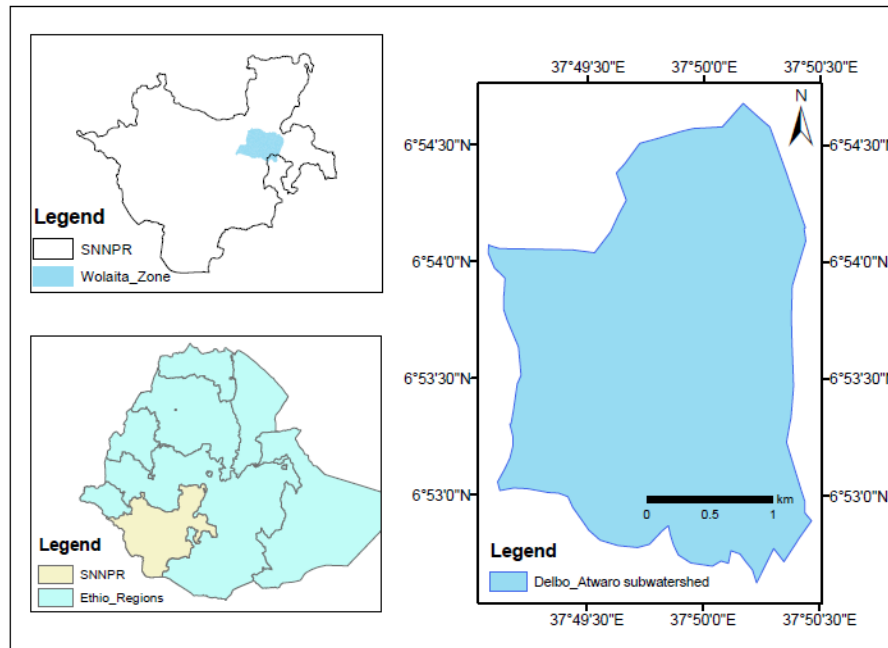 Legend
SNNPR
Wolaita_Zone
Legend
SNNPR
Ethio_Regions
37°49'30"E 37°50'0"E 37°50'30"E
N
6°54'30"N 6°54'30"N
6°54'0"N 6°54'0"N
6°53'30"N 6°53'30"N
6°53'0"N 6°53'0"N
km
0 0.5 1
Legend
Delbo_Atwaro subwatershed
37°49'30"E 37°50'0"E 37°50'30"E